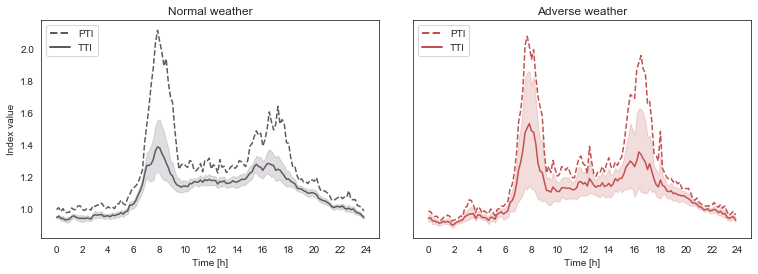 Normal weather
PTI
TTI
Index value
2.0
1.8
1.6
1.4
1.2
1.0
0 2 4 6 8 10 12 14 16 18 20 22 24
Time [h]
Adverse weather
PTI
TTI
0 2 4 6 8 10 12 14 16 18 20 22 24
Time [h]